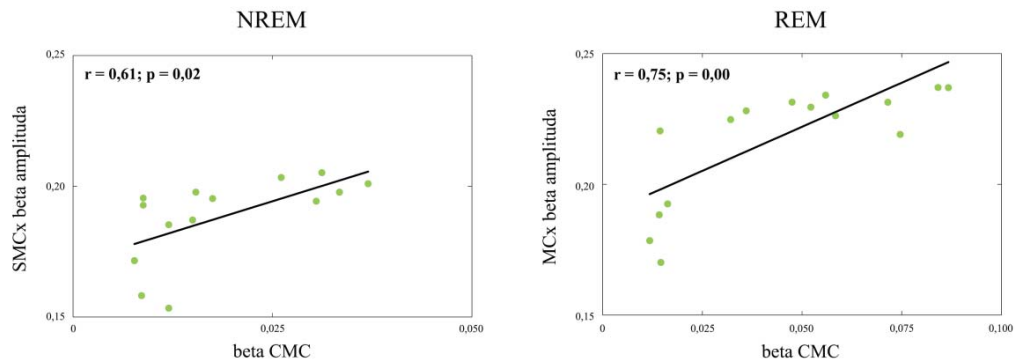 NREM
0,25
r = 0,61; p = 0,02
SMCx beta amplituda
0,20
0,15
0
0,025
0,050
beta CMC
REM
0,25
r = 0,75; p = 0,00
MCx beta amplituda
0,20
0,15
0
0,025
0,050
0,075
0,100
beta CMC